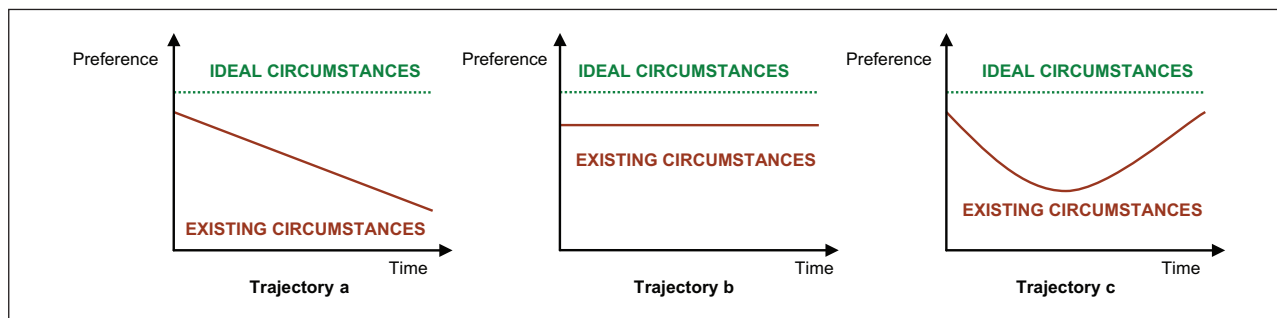 Preference
IDEAL CIRCUMSTANCES
EXISTING CIRCUMSTANCES
Time
Trajectory a
Preference
IDEAL CIRCUMSTANCES
EXISTING CIRCUMSTANCES
Time
Trajectory b
Preference
IDEAL CIRCUMSTANCES
EXISTING CIRCUMSTANCES
Time
Trajectory c